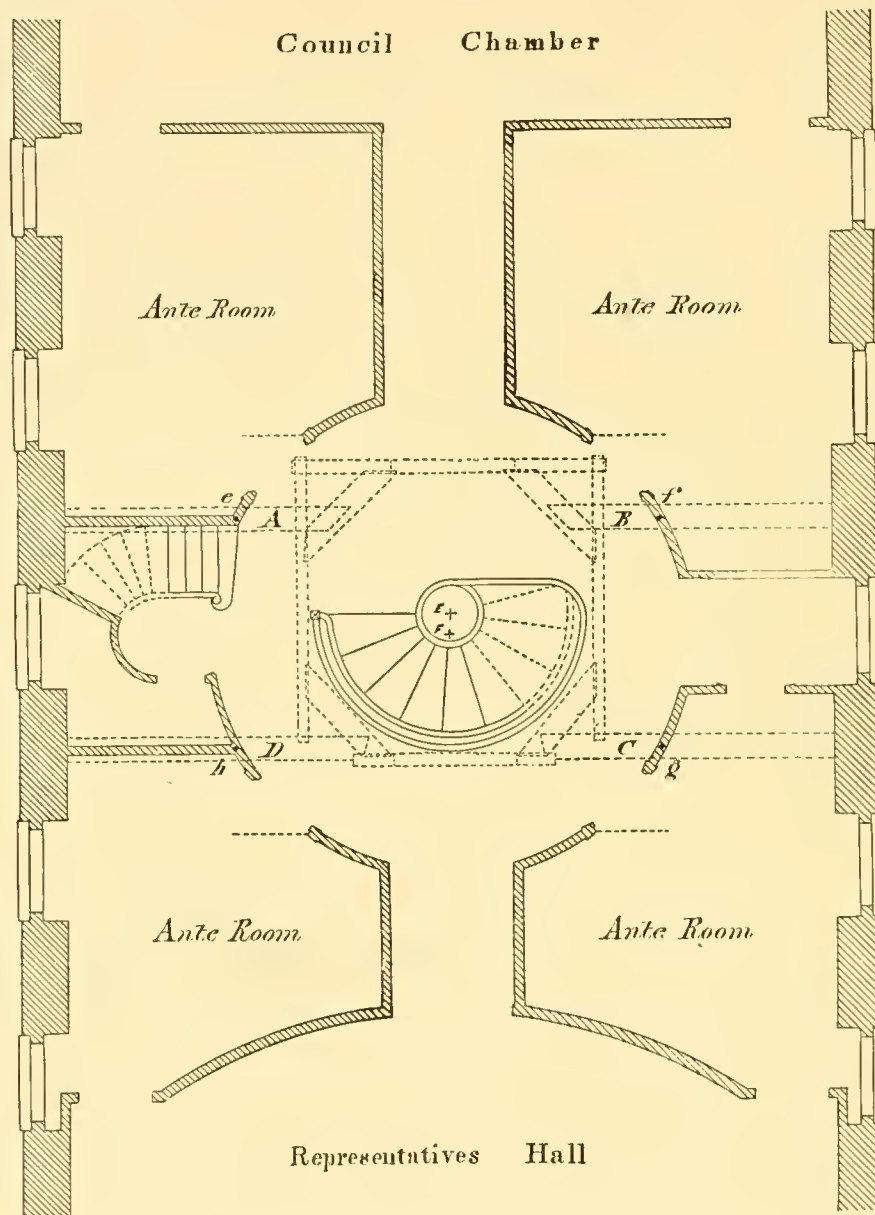 Council Chamber
Ante Room Ante Room
e f
A B
E +
F +
D C
h g
Ante Room Ante Room
Representatives Hall